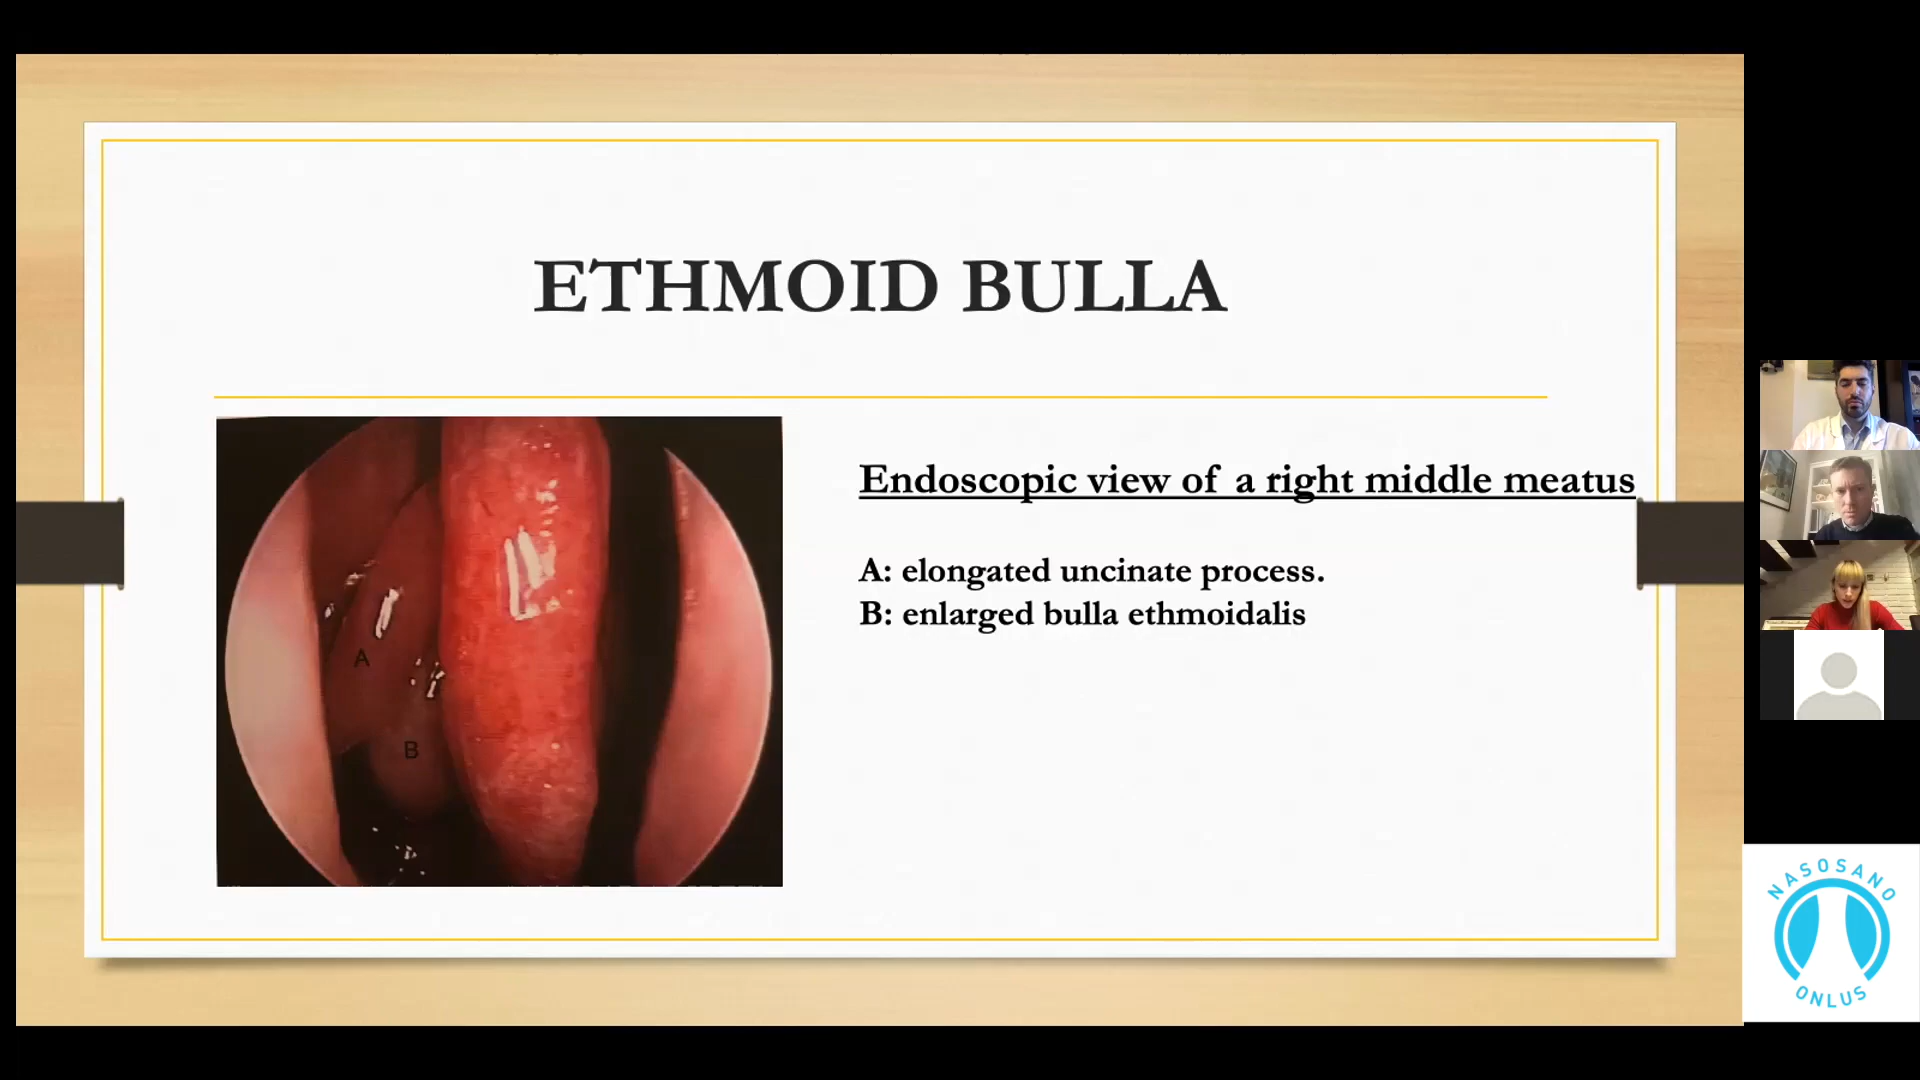 ETHMOID BULLA
Endoscopic view of a right middle meatus
A: elongated uncinate process.
B: enlarged bulla ethmoidalis
A
B
NASOSANO
ONLUS